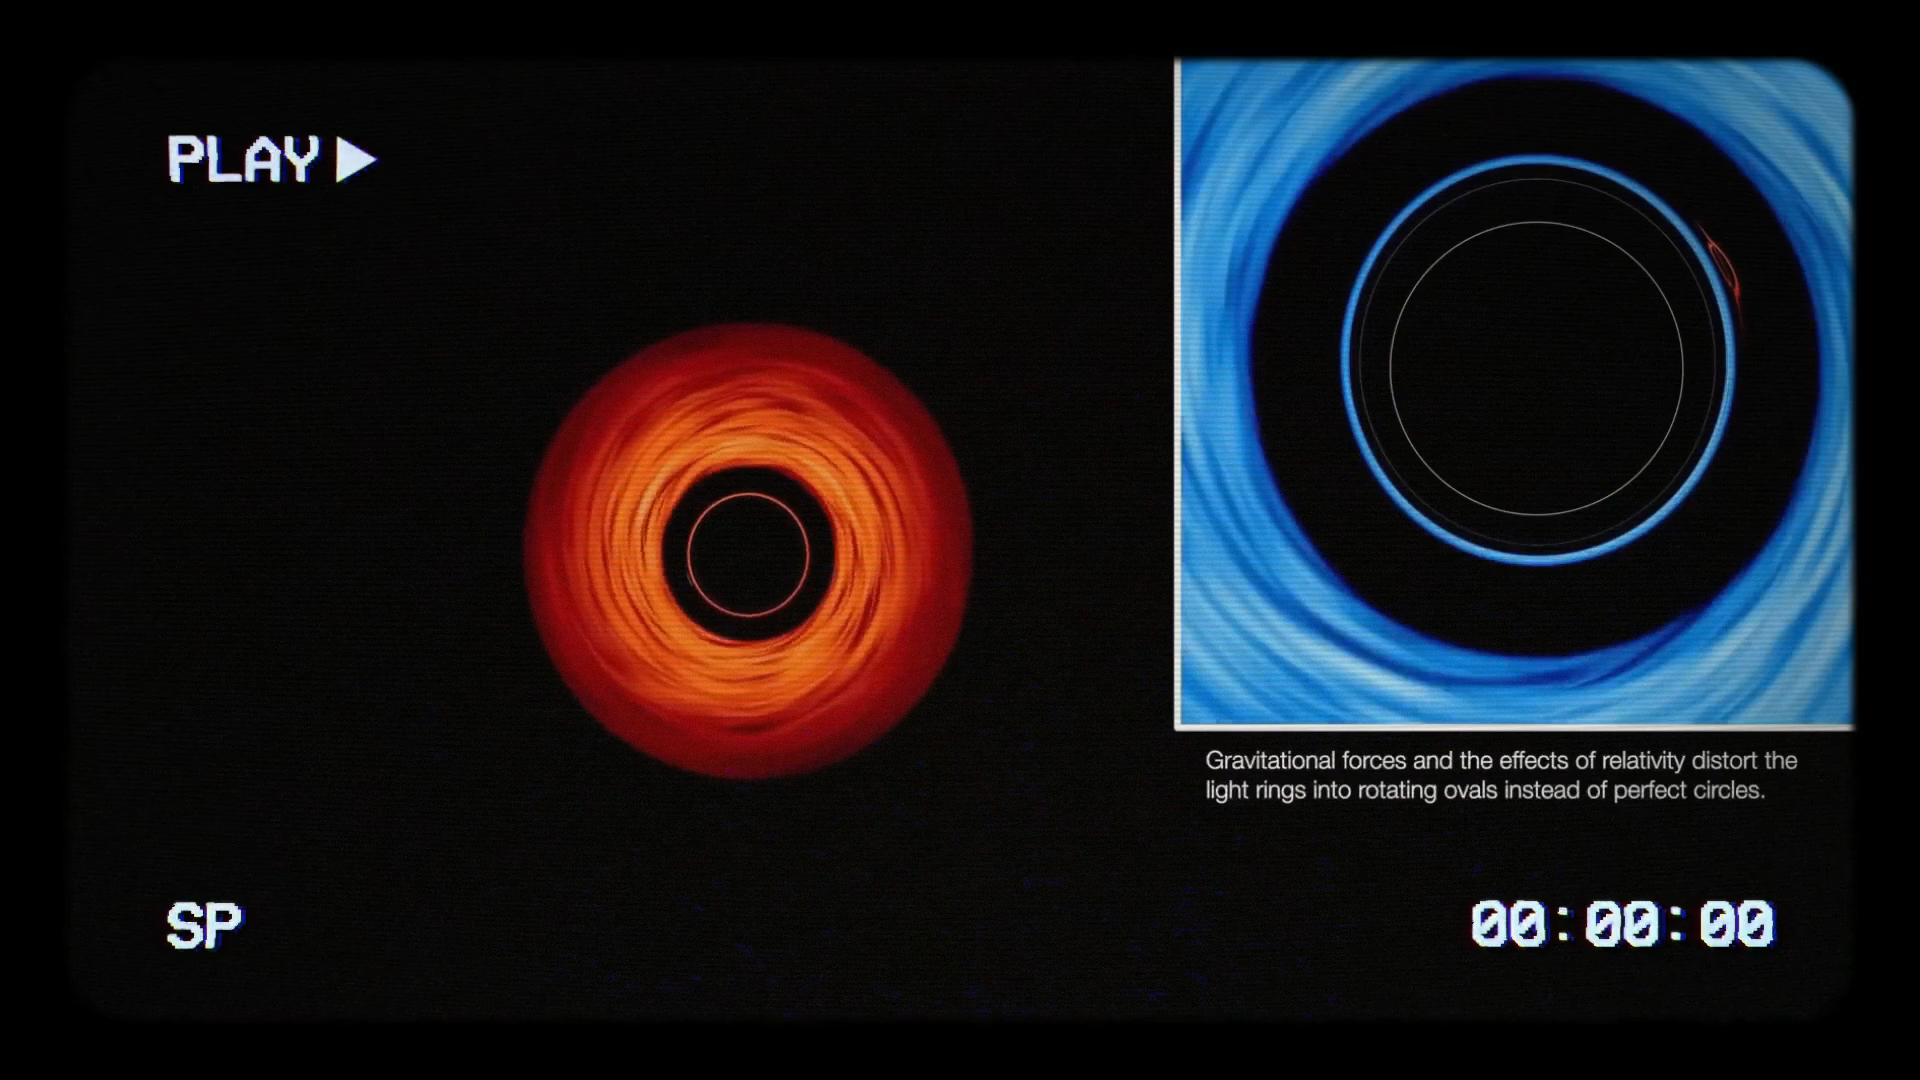 PLAY
Gravitational forces and the effects of relativity distort the
light rings into rotating ovals instead of perfect circles.
SP
00:00:00